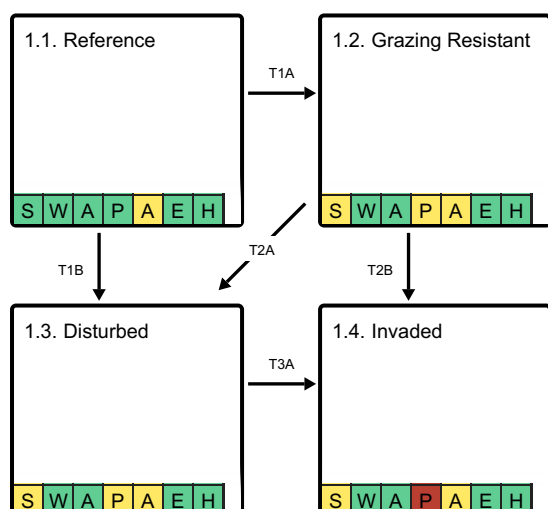 1.1. Reference
T1A
1.2. Grazing Resistant
S W A P A E H
S W A P A E H
T1B
T2A
T2B
1.3. Disturbed
T3A
1.4. Invaded
S W A P A E H
S W A P A E H